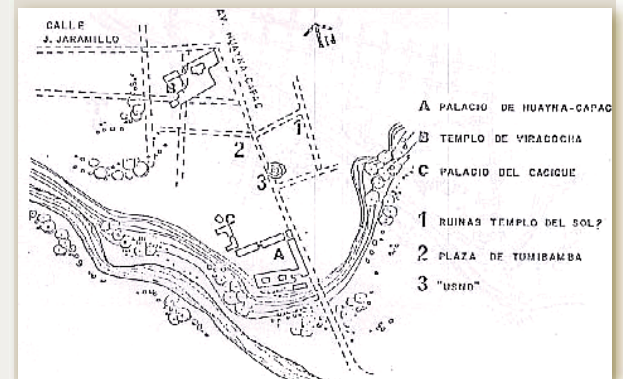 CALLE
J. JARAMILLO
AV. HUAYNA-CAPAC
B
1
2
3
C
A
A PALACIO DE HUAYNA-CAPAC
B TEMPLO DE VIRACOCHA
C PALACIO DEL CACIQUE
1 RUINAS TEMPLO DEL SOL?
2 PLAZA DE TUMIBAMBA
3 "USNO"